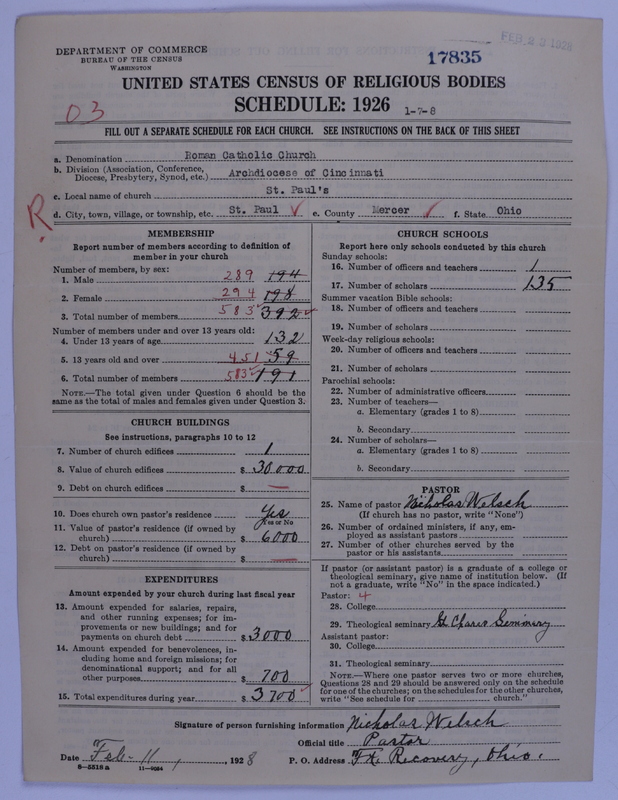 DEPARTMENT OF COMMERCE
BUREAU OF THE CENSUS
WASHINGTON
FEB 23 1928
17835
UNITED STATES CENSUS OF RELIGIOUS BODIES
SCHEDULE: 1926 1-7-8
03
FILL OUT A SEPARATE SCHEDULE FOR EACH CHURCH. SEE INSTRUCTIONS ON THE BACK OF THIS SHEET
a. Denomination Roman Catholic Church
b. Division (Association, Conference, Diocese, Presbytery, Synod, etc.) Archdiocese of Cincinnati
c. Local name of church St. Paul's
R.
d. City, town, village, or township, etc. St. Paul ✓ e. County Mercer ✓ f. State Ohio
MEMBERSHIP
Report number of members according to definition of
member in your church
Number of members, by sex:
1. Male 289 194
2. Female 294 198
3. Total number of members 583 392
Number of members under and over 13 years old:
4. Under 13 years of age 132
5. 13 years old and over 451 59
6. Total number of members 583 191
NOTE.—The total given under Question 6 should be
same as the total of males and females given under Question 3.
CHURCH BUILDINGS
See instructions, paragraphs 10 to 12
7. Number of church edifices 1
8. Value of church edifices $ 30000
9. Debt on church edifices $ —
10. Does church own pastor's residence Yes
Yes or No
11. Value of pastor's residence (if owned by
church) $ 6000
12. Debt on pastor's residence (if owned by
church) $ —
EXPENDITURES
Amount expended by your church during last fiscal year
13. Amount expended for salaries, repairs,
and other running expenses; for im-
provements or new buildings; and for
payments on church debt $ 3000
14. Amount expended for benevolences, in-
cluding home and foreign missions; for
denominational support; and for all
other purposes $ 700
15. Total expenditures during year $ 3700
CHURCH SCHOOLS
Report here only schools conducted by this church
Sunday schools:
16. Number of officers and teachers 1
17. Number of scholars 135
Summer vacation Bible schools:
18. Number of officers and teachers
19. Number of scholars
Week-day religious schools:
20. Number of officers and teachers
21. Number of scholars
Parochial schools:
22. Number of administrative officers
23. Number of teachers—
a. Elementary (grades 1 to 8)
b. Secondary
24. Number of scholars—
a. Elementary (grades 1 to 8)
b. Secondary
PASTOR
25. Name of pastor Nicholas Welsch
(If church has no pastor, write "None")
26. Number of ordained ministers, if any, em-
ployed as assistant pastors
27. Number of other churches served by the
pastor or his assistants
If pastor (or assistant pastor) is a graduate of a college or
theological seminary, give name of institution below. (If
not a graduate, write "No" in the space indicated.)
Pastor: 4
28. College
29. Theological seminary St Charles Seminary
Assistant pastor:
30. College
31. Theological seminary
NOTE.—Where one pastor serves two or more churches,
Questions 28 and 29 should be answered only on the schedule
for one of the churches; on the schedules for the other churches,
write "See schedule for church."
Signature of person furnishing information Nicholas Welsch
Official title Pastor
Date Feb- 11, 1928 P. O. Address Ft. Recovery, Ohio.
8-5518 a 11-9094